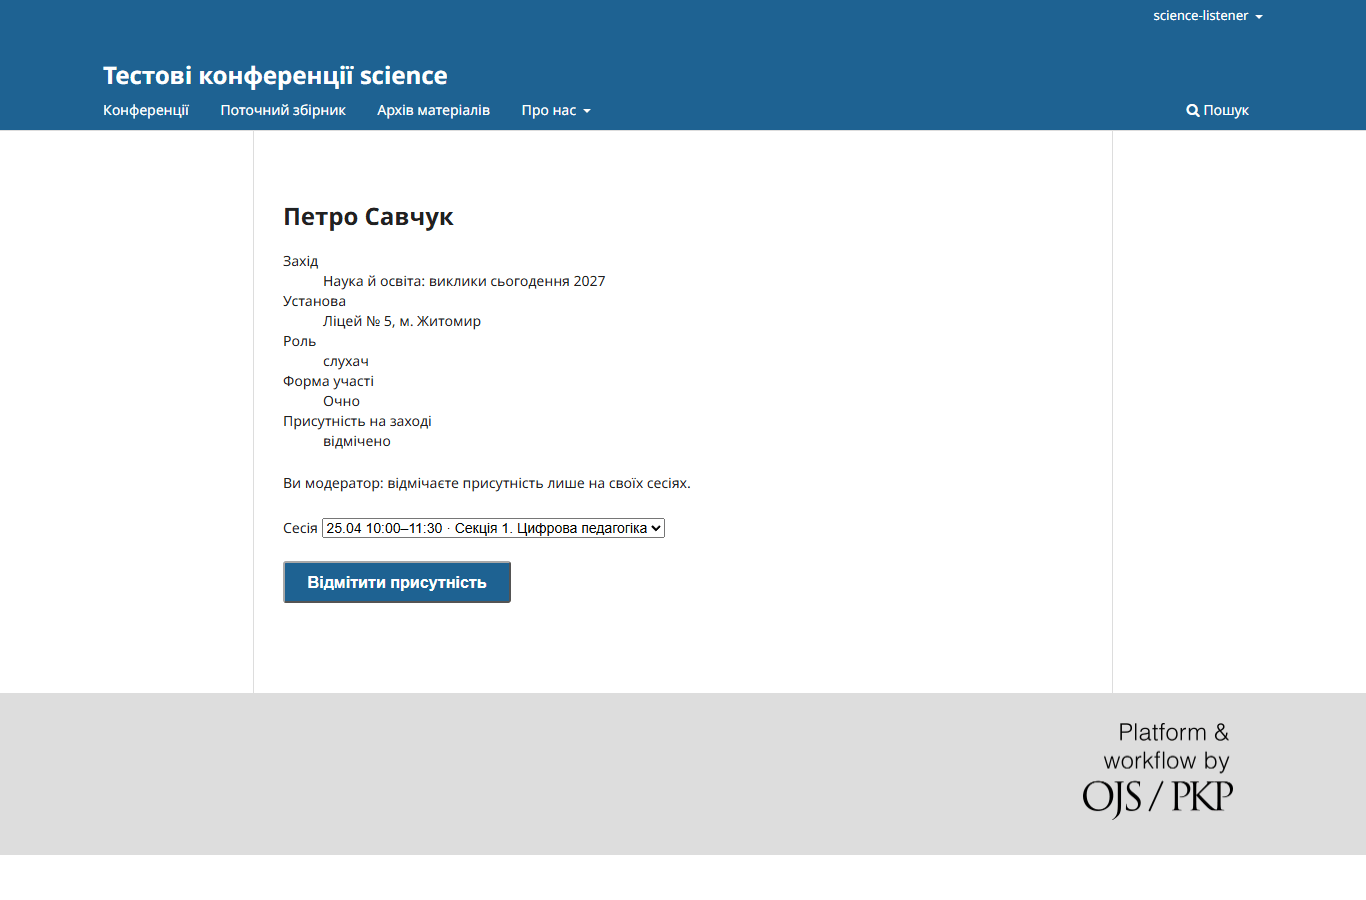 science-listener
Тестові конференції science
Конференції Поточний збірник Архів матеріалів Про нас Пошук
Петро Савчук
Захід
Наука й освіта: виклики сьогодення 2027
Установа
Ліцей № 5, м. Житомир
Роль
слухач
Форма участі
Очно
Присутність на заході
відмічено
Ви модератор: відмічаєте присутність лише на своїх сесіях.
Сесія 25.04 10:00–11:30 · Секція 1. Цифрова педагогіка
Відмітити присутність
Platform &
workflow by
OJS / PKP